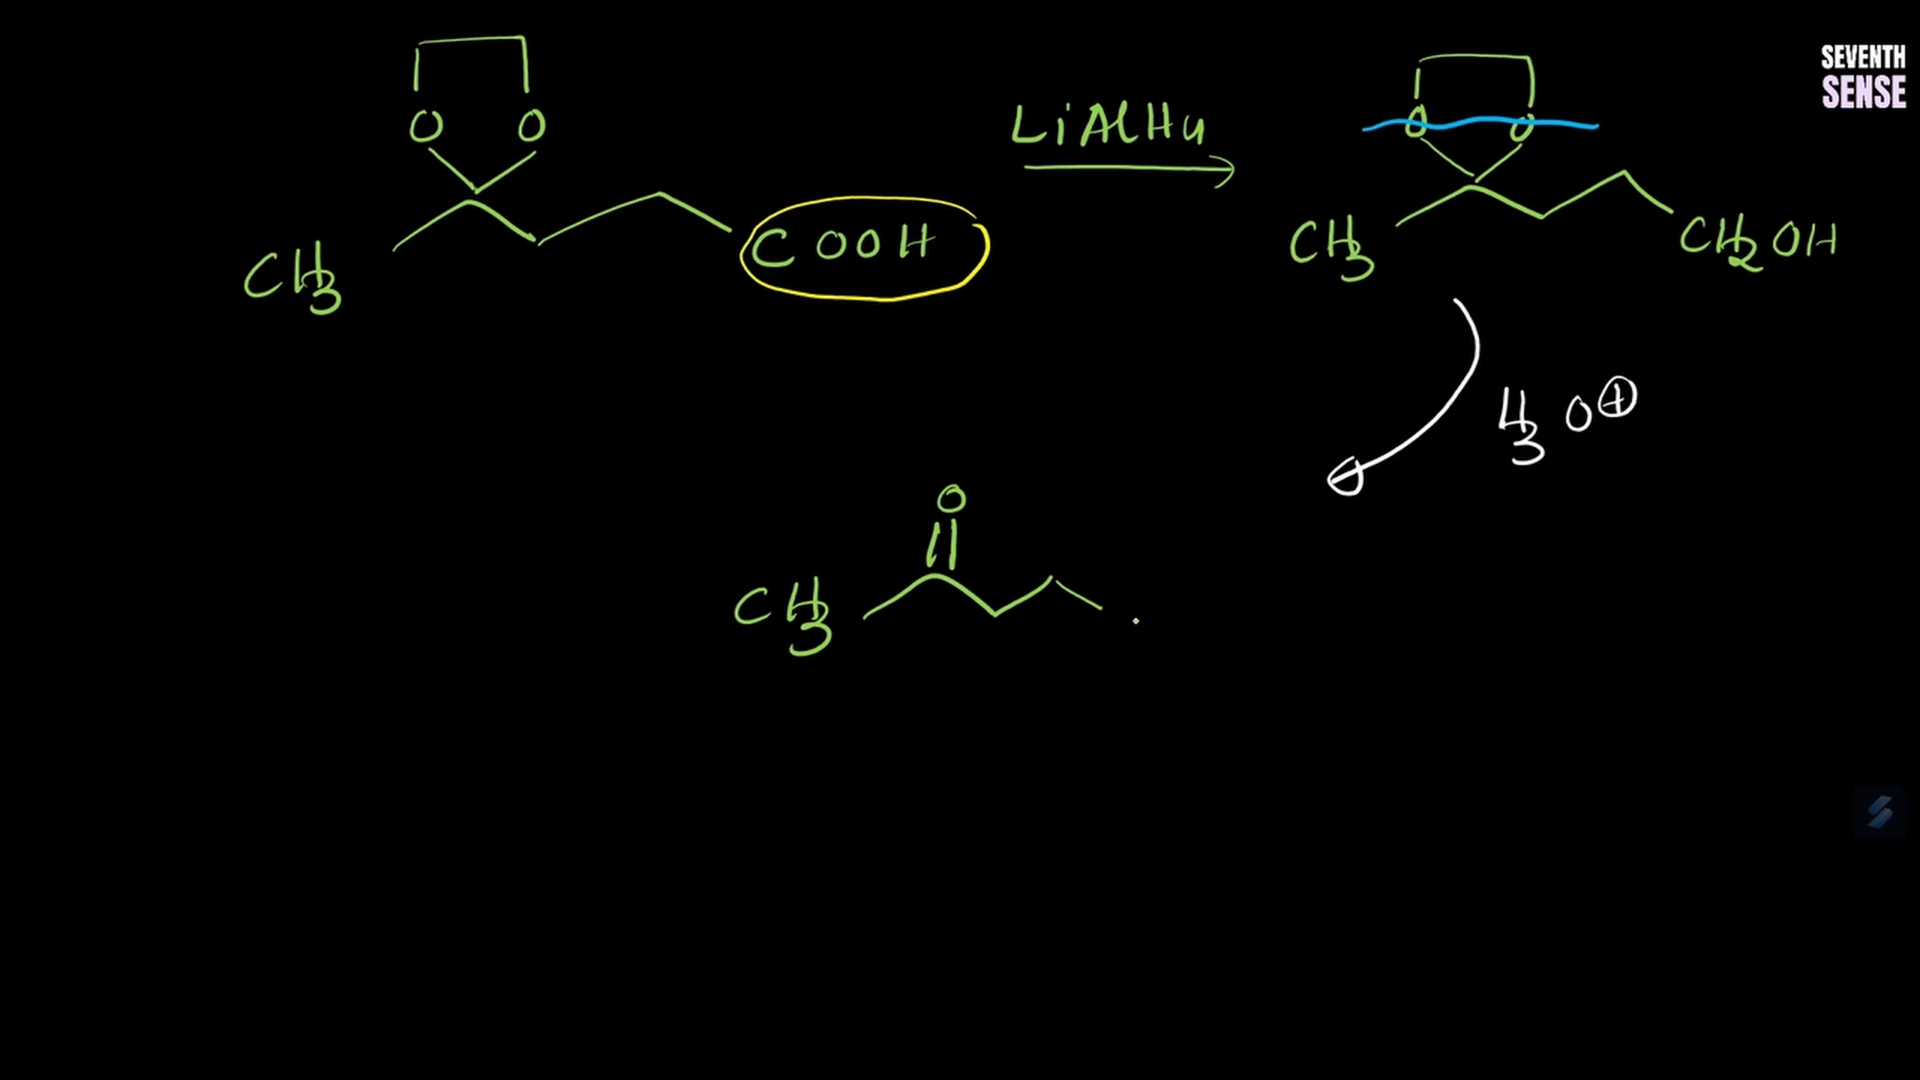 SEVENTH
SENSE
O O
LiAlH4
O O
CH3
COOH
CH3
CH2OH
H3O⊕
O
CH3